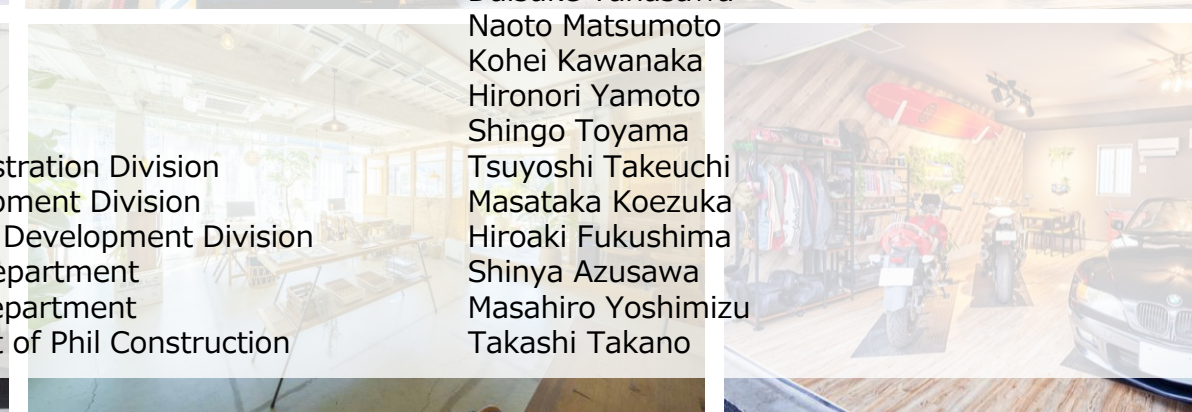 Naoto Matsumoto
Kohei Kawanaka
Hironori Yamoto
Shingo Toyama
stration Division Tsuyoshi Takeuchi
pment Division Masataka Koezuka
Development Division Hiroaki Fukushima
epartment Shinya Azusawa
epartment Masahiro Yoshimizu
of Phil Construction Takashi Takano